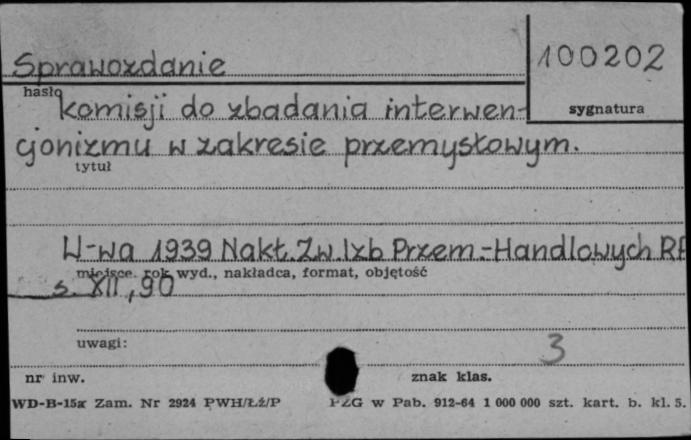 Sprawozdanie
100202
hasło
sygnatura
komisji do zbadania interwen-
cjonizmu w zakresie przemysłowym.
tytuł
W-wa 1939 Nakł. Zw. Izb Przem.-Handlowych RP
miejsce, rok wyd., nakładca, format, objętość
s. XII, 90
uwagi:
3
nr inw.
znak klas.
WD-B-15a Zam. Nr 2924 PWH/Łź/P
PZG w Pab. 912-64 1 000 000 szt. kart. b. kl. 5.